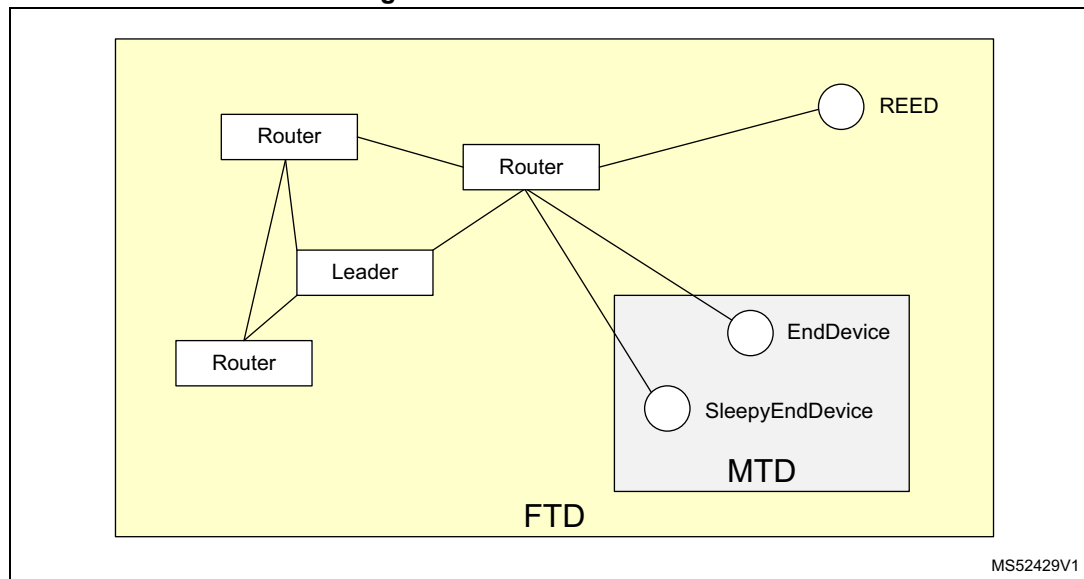 REED
Router
Router
Leader
EndDevice
Router
SleepyEndDevice
MTD
FTD
MS52429V1